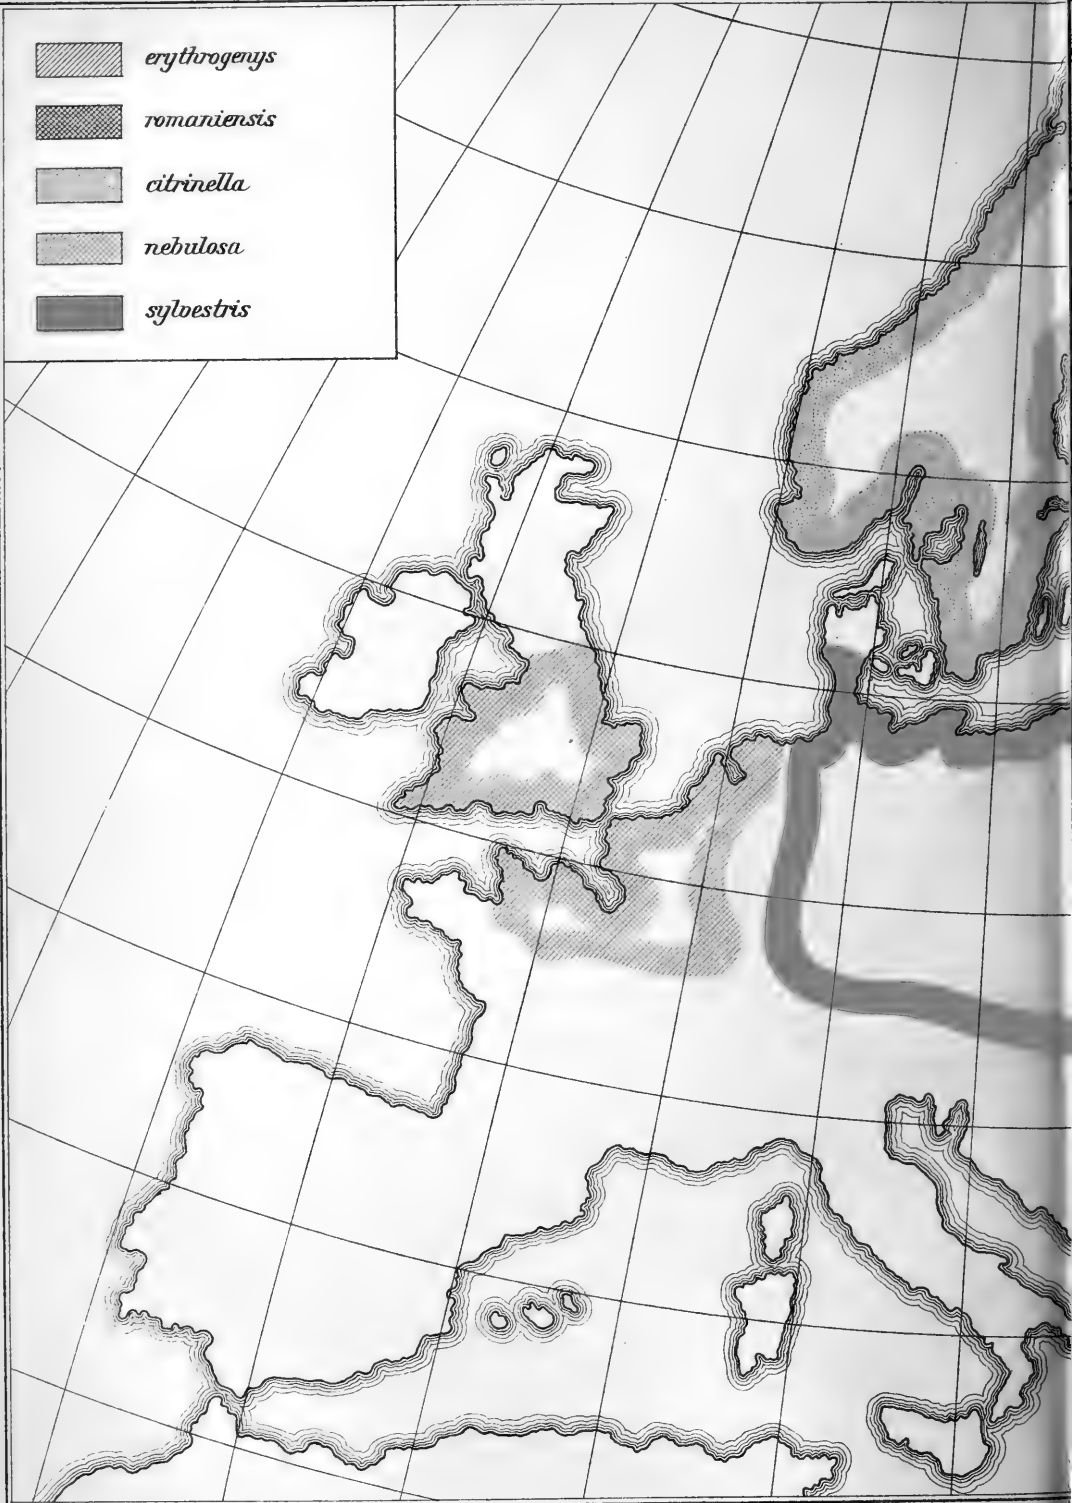 erythrogenys
romaniensis
citrinella
nebulosa
sylvestris